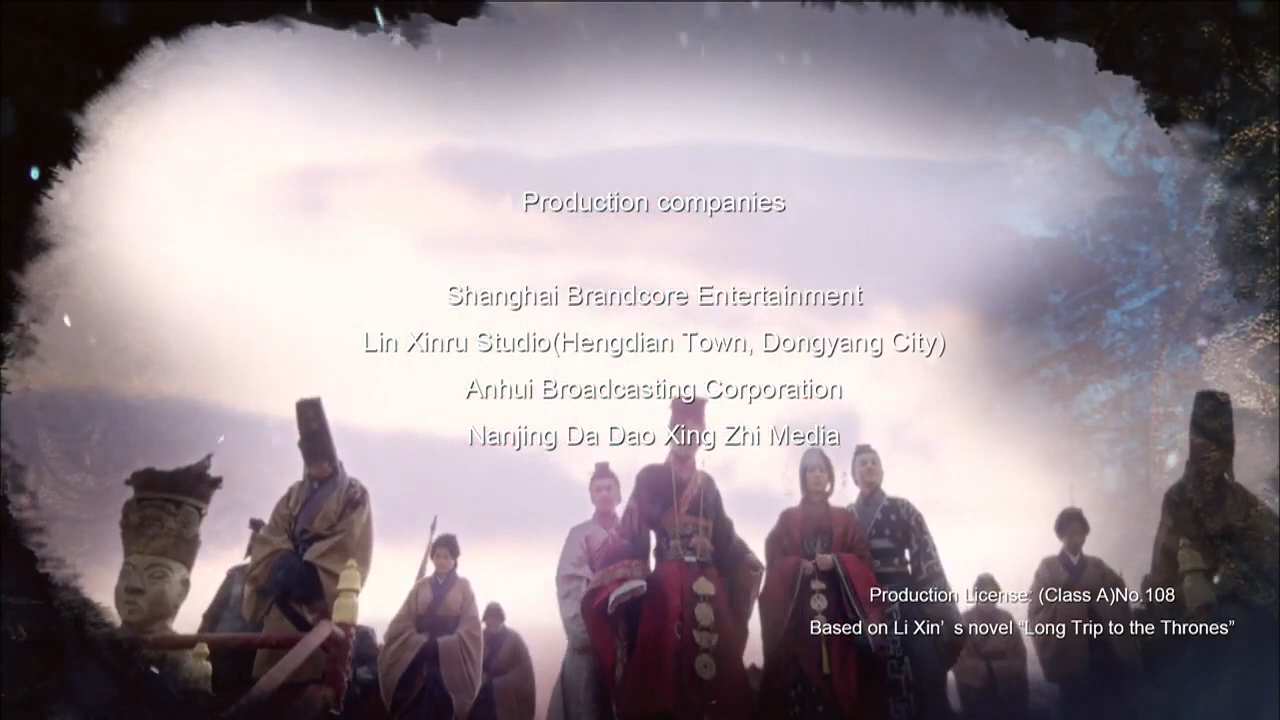 Production companies
Shanghai Brandcore Entertainment
Lin Xinru Studio(Hengdian Town, Dongyang City)
Anhui Broadcasting Corporation
Nanjing Da Dao Xing Zhi Media
Production License: (Class A)No.108
Based on Li Xin’ s novel “Long Trip to the Thrones”